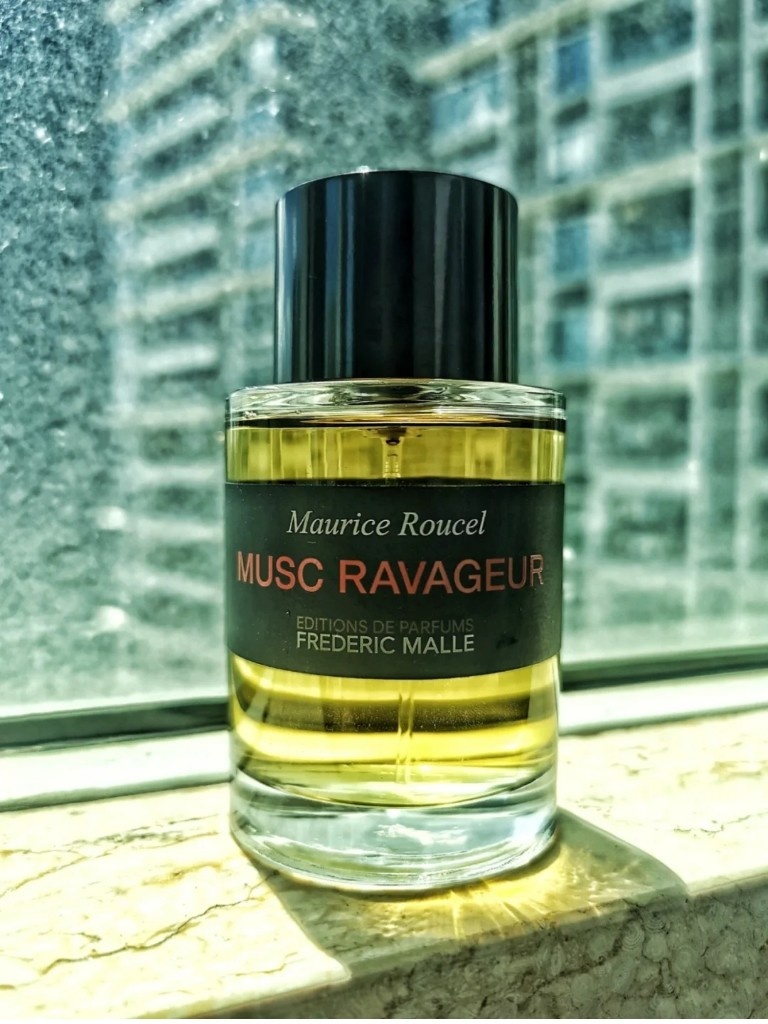 Maurice Roucel
MUSC RAVAGEUR
EDITIONS DE PARFUMS
FREDERIC MALLE